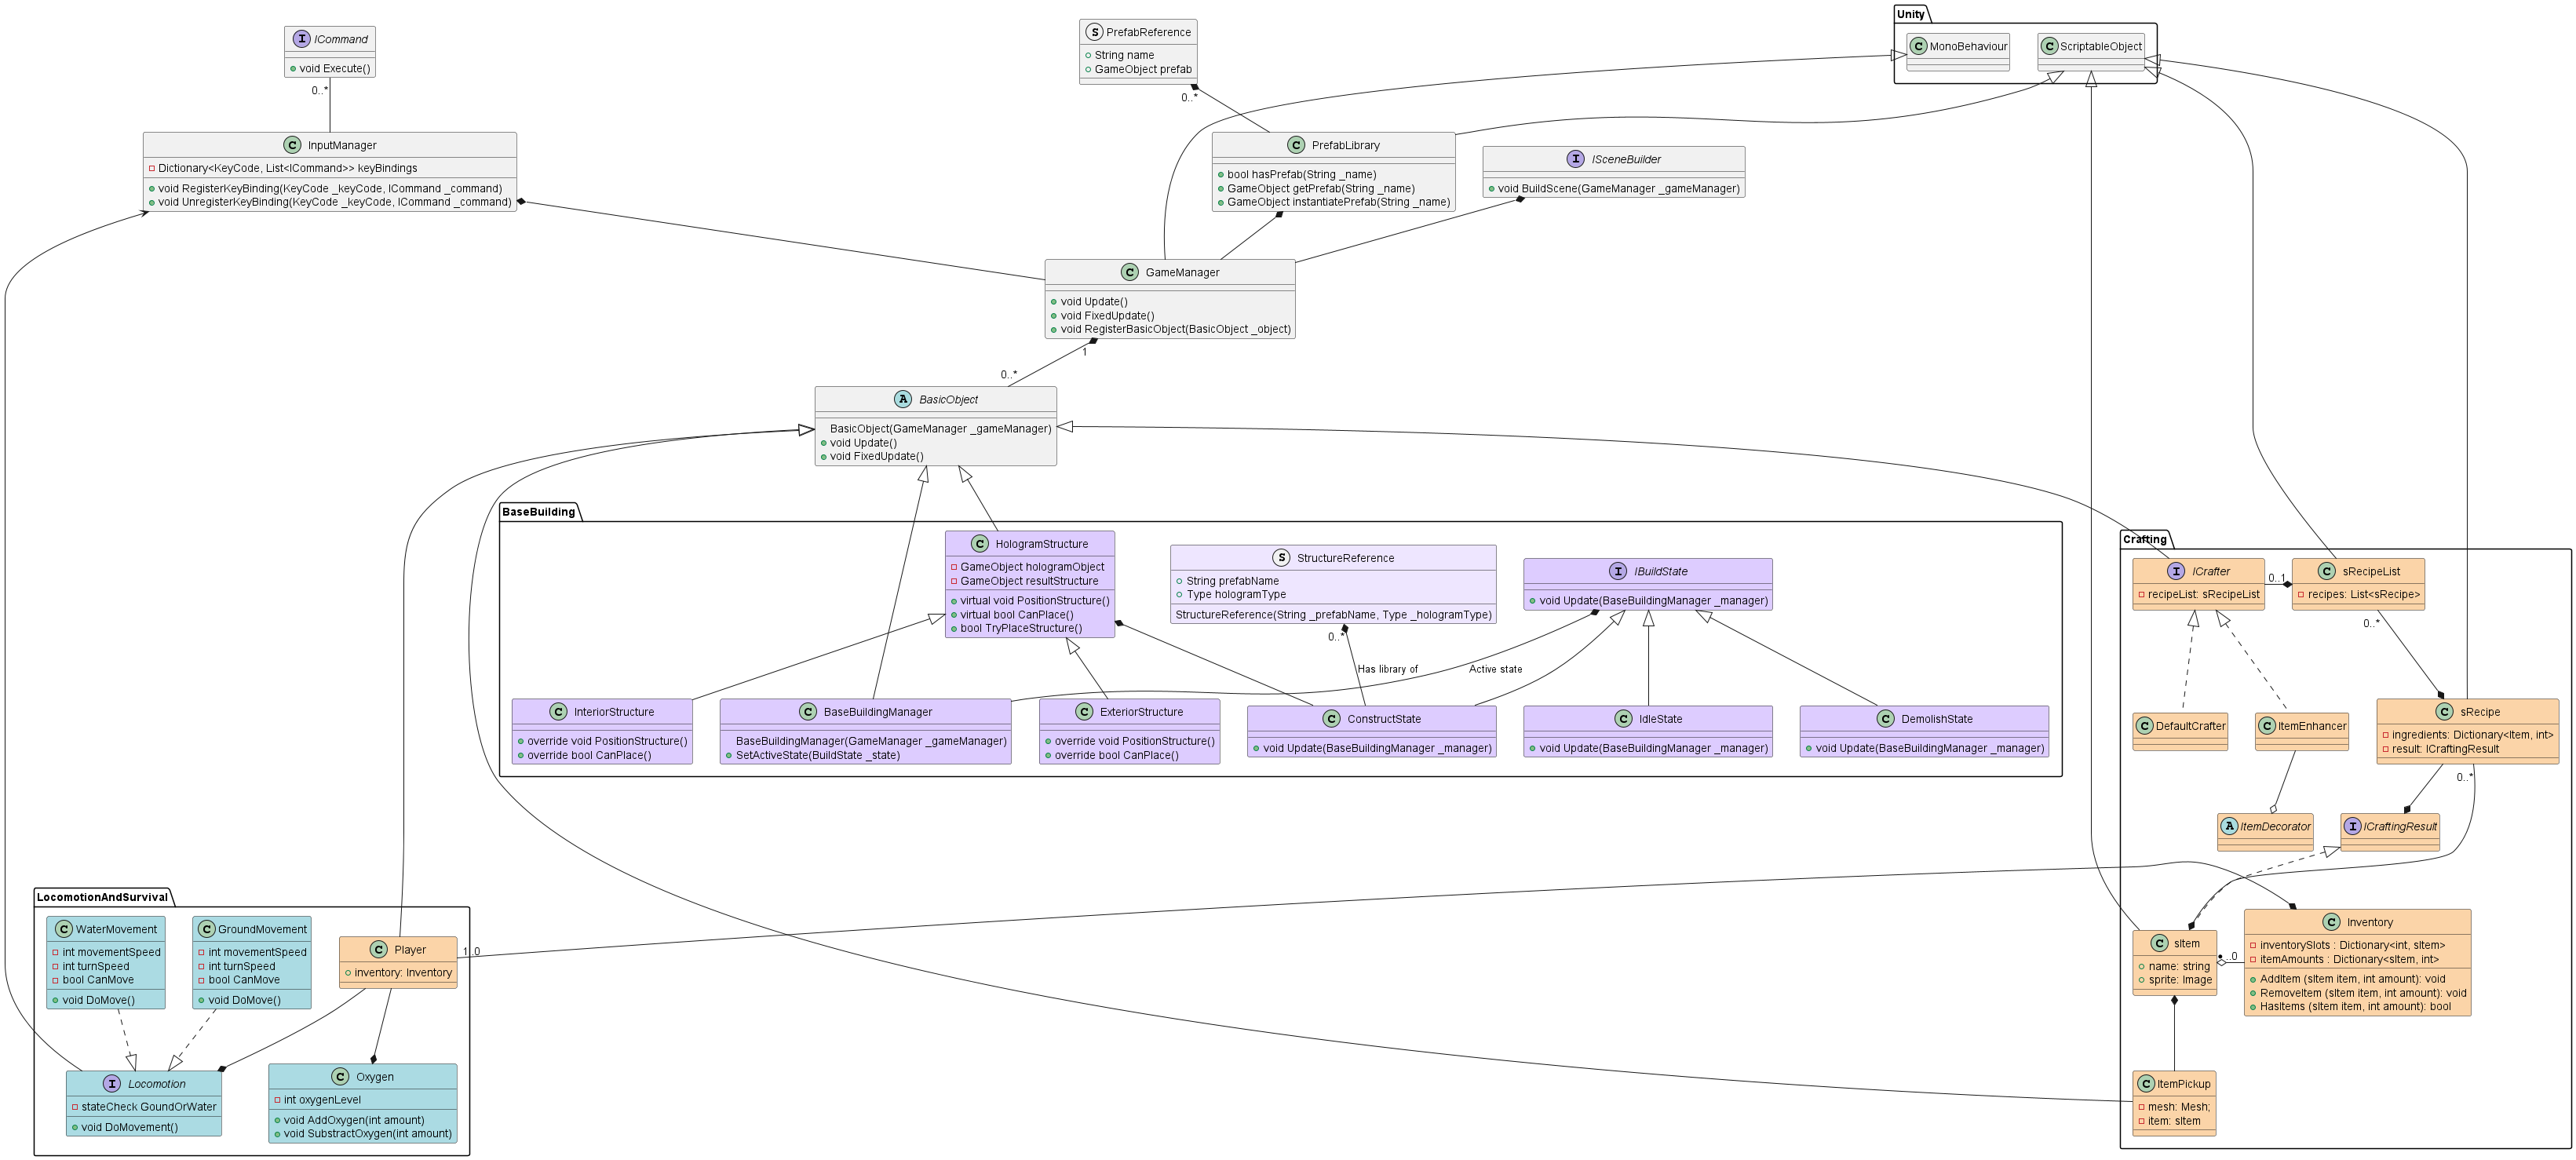 Unity
MonoBehaviour
ScriptableObject
ICommand
void Execute()
0..*
PrefabReference
String name
GameObject prefab
0..*
InputManager
Dictionary<KeyCode, List<ICommand>> keyBindings
void RegisterKeyBinding(KeyCode _keyCode, ICommand _command)
void UnregisterKeyBinding(KeyCode _keyCode, ICommand _command)
PrefabLibrary
bool hasPrefab(String _name)
GameObject getPrefab(String _name)
GameObject instantiatePrefab(String _name)
ISceneBuilder
void BuildScene(GameManager _gameManager)
GameManager
void Update()
void FixedUpdate()
void RegisterBasicObject(BasicObject _object)
1
0..*
BasicObject
BasicObject(GameManager _gameManager)
void Update()
void FixedUpdate()
BaseBuilding
HologramStructure
GameObject hologramObject
GameObject resultStructure
virtual void PositionStructure()
virtual bool CanPlace()
bool TryPlaceStructure()
StructureReference
String prefabName
Type hologramType
StructureReference(String _prefabName, Type _hologramType)
0..*
IBuildState
void Update(BaseBuildingManager _manager)
Has library of
Active state
InteriorStructure
override void PositionStructure()
override bool CanPlace()
BaseBuildingManager
BaseBuildingManager(GameManager _gameManager)
SetActiveState(BuildState _state)
ExteriorStructure
override void PositionStructure()
override bool CanPlace()
ConstructState
void Update(BaseBuildingManager _manager)
IdleState
void Update(BaseBuildingManager _manager)
DemolishState
void Update(BaseBuildingManager _manager)
Crafting
ICrafter
recipeList: sRecipeList
0..1
sRecipeList
recipes: List<sRecipe>
0..*
DefaultCrafter
ItemEnhancer
sRecipe
ingredients: Dictionary<Item, int>
result: ICraftingResult
0..*
ItemDecorator
ICraftingResult
sItem
name: string
sprite: Image
*..0
Inventory
inventorySlots : Dictionary<int, sItem>
itemAmounts : Dictionary<sItem, int>
AddItem (sItem item, int amount): void
RemoveItem (sItem item, int amount): void
HasItems (sItem item, int amount): bool
ItemPickup
mesh: Mesh;
item: sItem
LocomotionAndSurvival
WaterMovement
int movementSpeed
int turnSpeed
bool CanMove
void DoMove()
GroundMovement
int movementSpeed
int turnSpeed
bool CanMove
void DoMove()
Player
inventory: Inventory
1..0
Locomotion
stateCheck GoundOrWater
void DoMovement()
Oxygen
int oxygenLevel
void AddOxygen(int amount)
void SubstractOxygen(int amount)